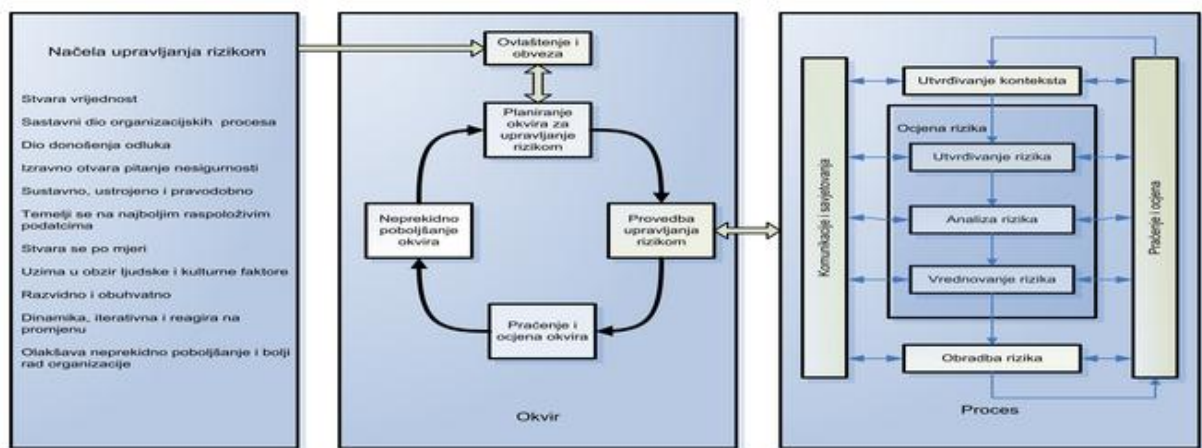 Načela upravljanja rizikom
Stvara vrijednost
Sastavni dio organizacijskih procesa
Dio donošenja odluka
Izravno otvara pitanje nesigurnosti
Sustavno, ustrojeno i pravodobno
Temelji se na najboljim raspoloživim
podatcima
Stvara se po mjeri
Uzima u obzir ljudske i kulturne faktore
Razvidno i obuhvatno
Dinamika, iterativna i reagira na
promjenu
Olakšava neprekidno poboljšanje i bolji
rad organizacije
Ovlaštenje i
obveza
Planiranje
okvira za
upravljanje
rizikom
Neprekidno
poboljšanje
okvira
Provedba
upravljanja
rizikom
Praćenje i
ocjena okvira
Okvir
Komunikacije i savjetovanja
Utvrđivanje konteksta
Ocjena rizika
Utvrđivanje rizika
Analiza rizika
Vrednovanje rizika
Obradba rizika
Praćenje i ocjena
Proces